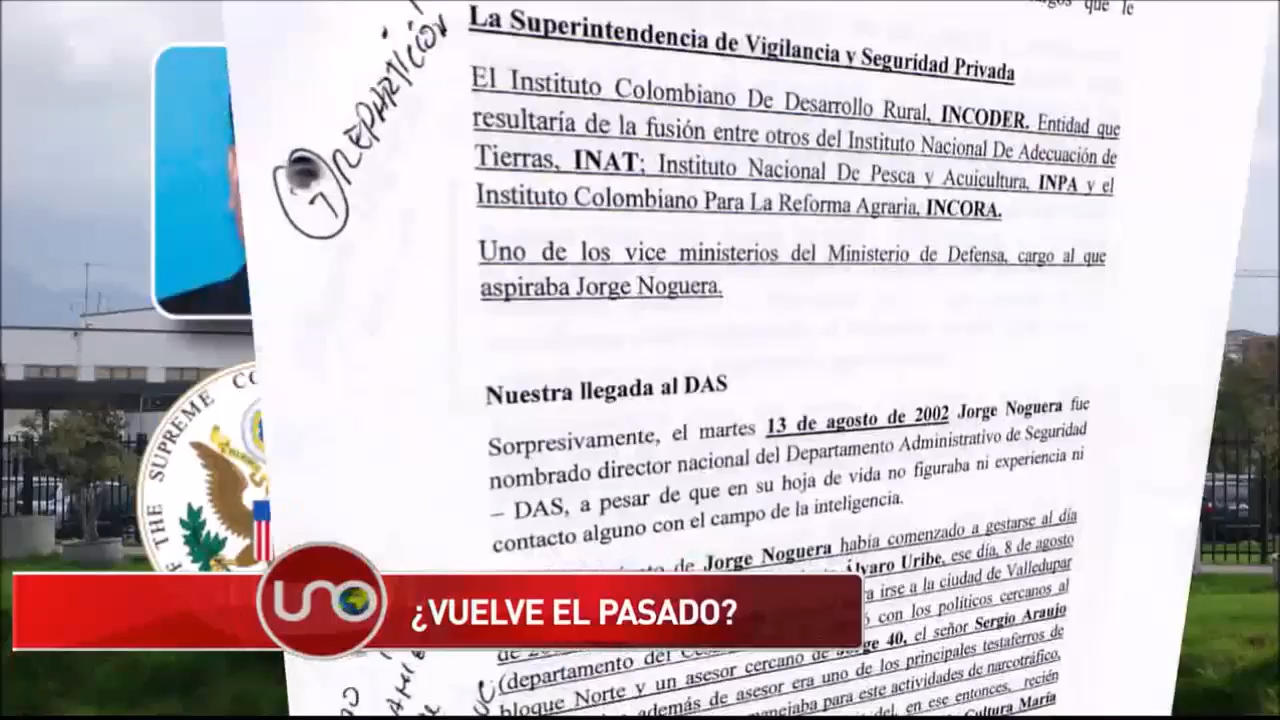 que le
La Superintendencia de Vigilancia y Seguridad Privada
El Instituto Colombiano De Desarrollo Rural, INCODER. Entidad que
resultaría de la fusión entre otros del Instituto Nacional De Adecuación de
Tierras, INAT; Instituto Nacional De Pesca y Acuicultura, INPA y el
Instituto Colombiano Para La Reforma Agraria, INCORA.
Uno de los vice ministerios del Ministerio de Defensa, cargo al que
aspiraba Jorge Noguera.
7 REPARTICIÓN
Nuestra llegada al DAS
Sorpresivamente, el martes 13 de agosto de 2002 Jorge Noguera fue
nombrado director nacional del Departamento Administrativo de Seguridad
– DAS, a pesar de que en su hoja de vida no figuraba ni experiencia ni
contacto alguno con el campo de la inteligencia.
de Jorge Noguera había comenzado a gestarse al día
Álvaro Uribe, ese día, 8 de agosto
irse a la ciudad de Valledupar
con los políticos cercanos al
40, el señor Sergio Araujo
(departamento del
bloque Norte y un asesor cercano de
además de asesor era uno de los principales testaferros de
para este actividades de narcotráfico,
en ese entonces, recién
Cultura María
THE SUPREME
UNO
¿VUELVE EL PASADO?